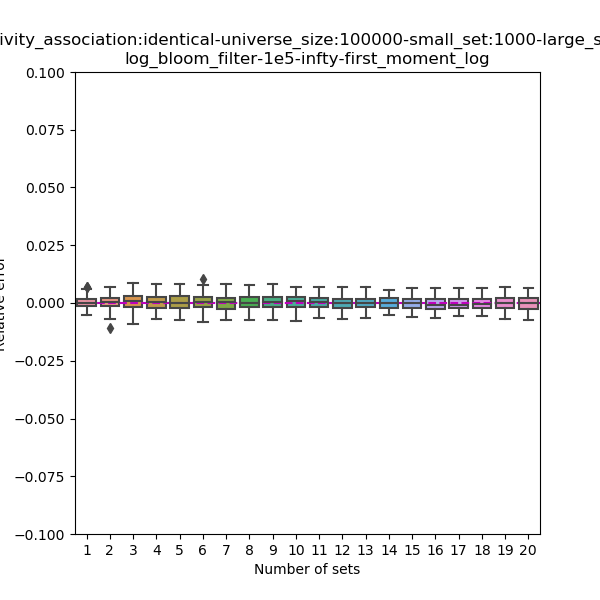 ivity_association:identical-universe_size:100000-small_set:1000-large_s
log_bloom_filter-1e5-infty-first_moment_log
0.100
0.075
0.050
0.025
0.000
−0.025
−0.050
−0.075
−0.100
Relative error
1 2 3 4 5 6 7 8 9 10 11 12 13 14 15 16 17 18 19 20
Number of sets